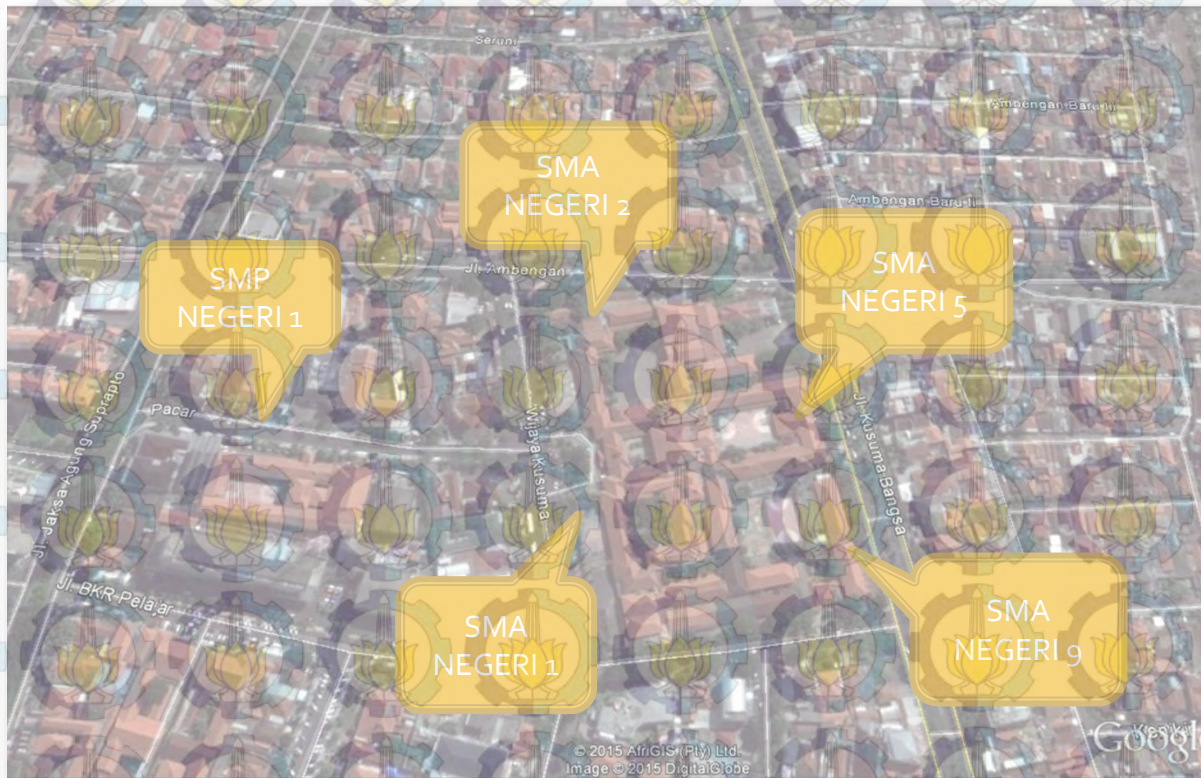 Seruni
Ambengan Baru III
SMA
NEGERI 2
Ambengan Baru II
SMA
NEGERI 5
Jl. Ambengan
SMP
NEGERI 1
Pacar
Jl. Jaksa Agung Suprapto
Wijaya Kusuma
Jl. Kusuma Bangsa
Jl. BKR Pelajar
SMA
NEGERI 1
SMA
NEGERI 9
© 2015 AfriGIS (Pty) Ltd.
Image © 2015 DigitalGlobe
Google